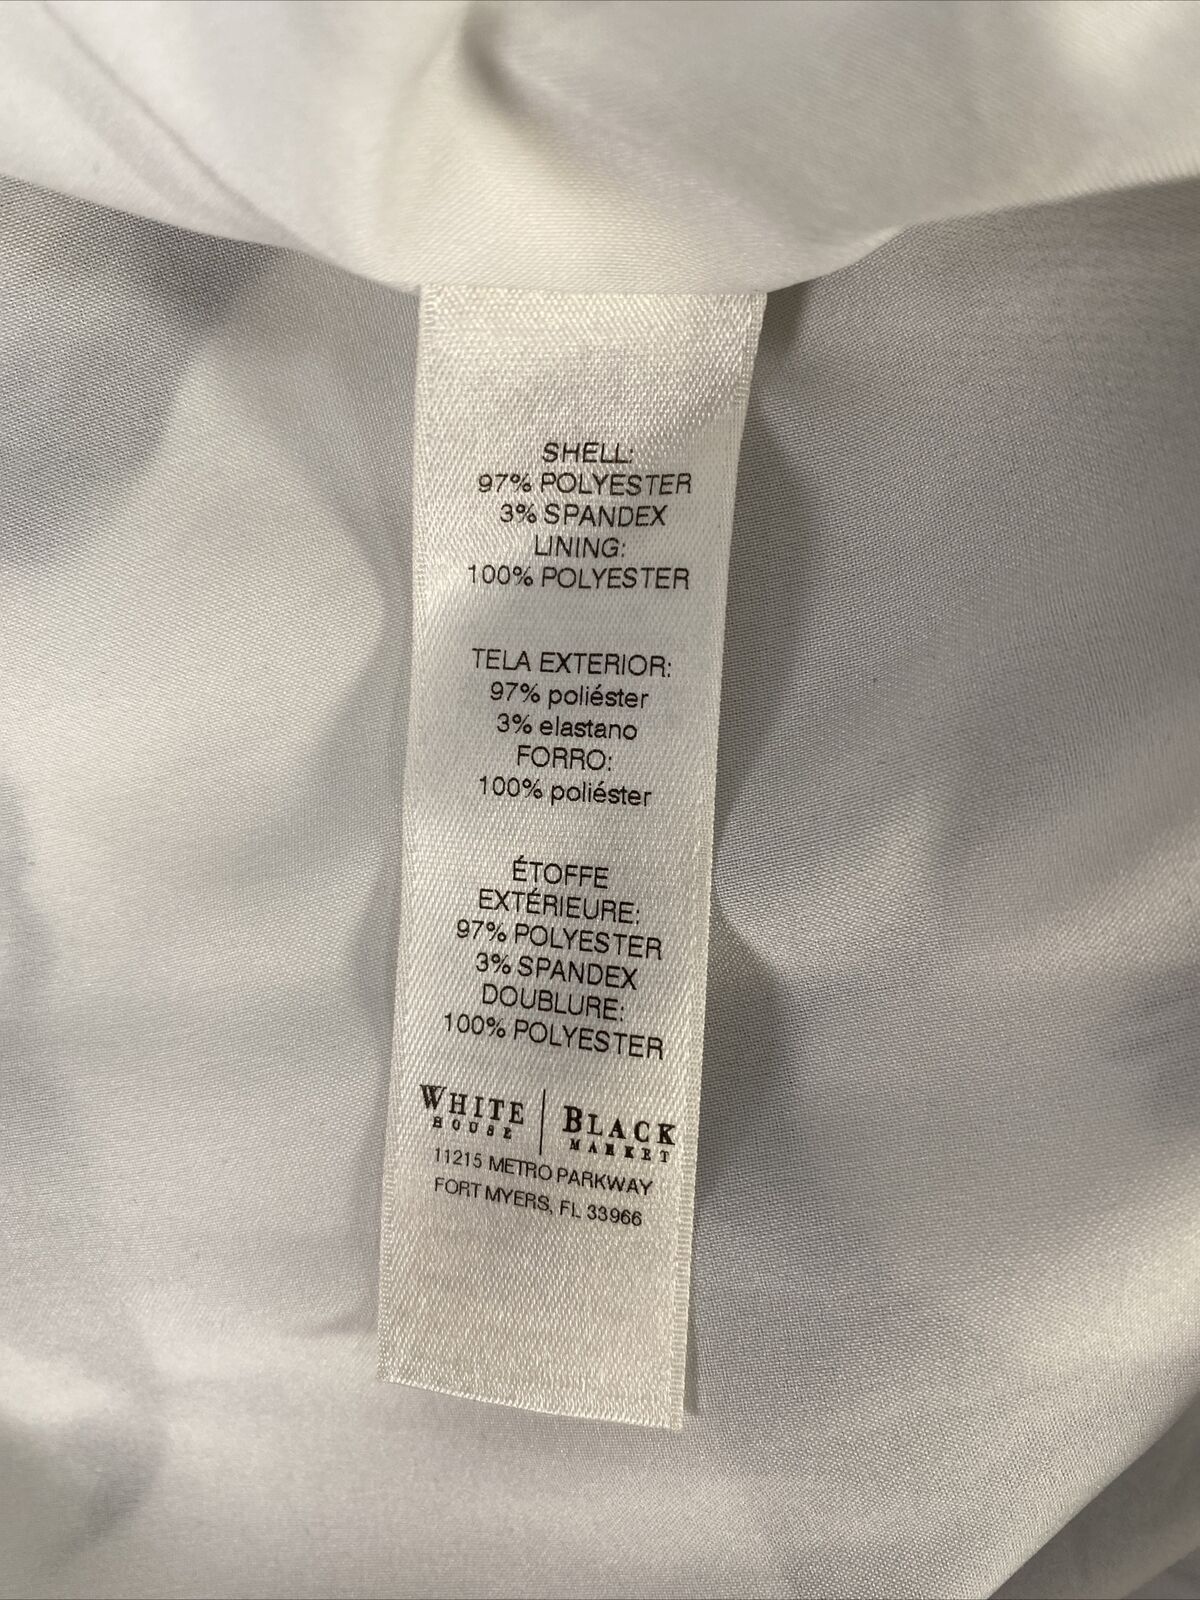 SHELL:
97% POLYESTER
3% SPANDEX
LINING:
100% POLYESTER
TELA EXTERIOR:
97% poliéster
3% elastano
FORRO:
100% poliéster
ÉTOFFE
EXTÉRIEURE:
97% POLYESTER
3% SPANDEX
DOUBLURE:
100% POLYESTER
WHITE | BLACK
HOUSE MARKET
11215 METRO PARKWAY
FORT MYERS, FL 33966